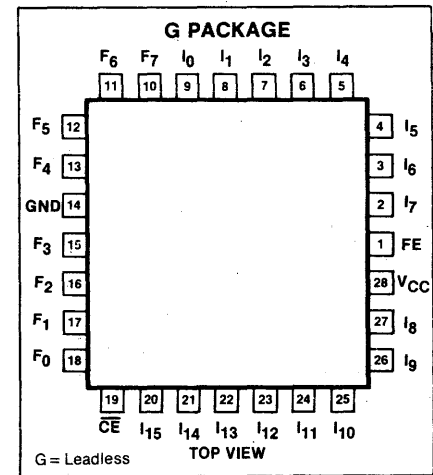 G PACKAGE
F6 F7 I0 I1 I2 I3 I4
11 10 9 8 7 6 5
F5 12 4 I5
F4 13 3 I6
GND 14 2 I7
F3 15 1 FE
F2 16 28 VCC
F1 17 27 I8
F0 18 26 I9
19 20 21 22 23 24 25
C̅E̅ I15 I14 I13 I12 I11 I10
G = Leadless TOP VIEW